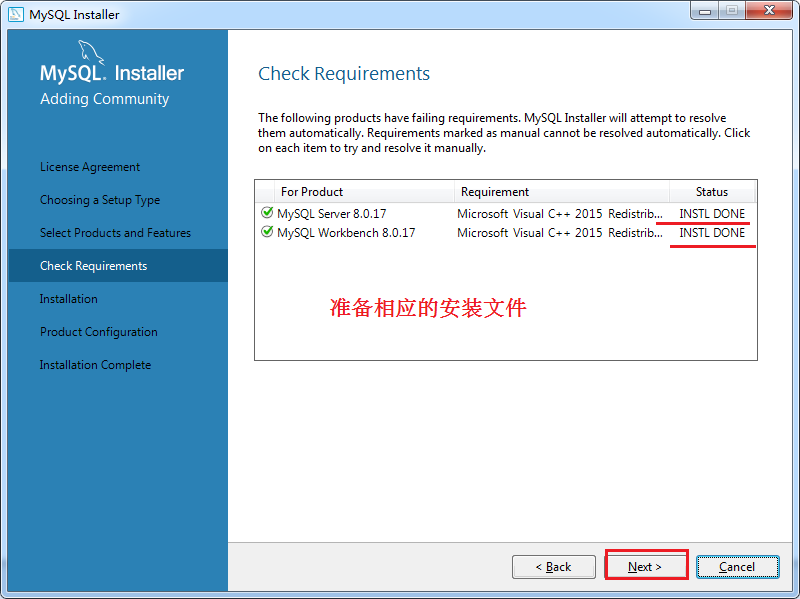 MySQL Installer
MySQL. Installer
Adding Community
License Agreement
Choosing a Setup Type
Select Products and Features
Check Requirements
Installation
Product Configuration
Installation Complete
Check Requirements
The following products have failing requirements. MySQL Installer will attempt to resolve
them automatically. Requirements marked as manual cannot be resolved automatically. Click
on each item to try and resolve it manually.
For Product Requirement Status
MySQL Server 8.0.17 Microsoft Visual C++ 2015 Redistrib... INSTL DONE
MySQL Workbench 8.0.17 Microsoft Visual C++ 2015 Redistrib... INSTL DONE
准备相应的安装文件
< Back Next > Cancel